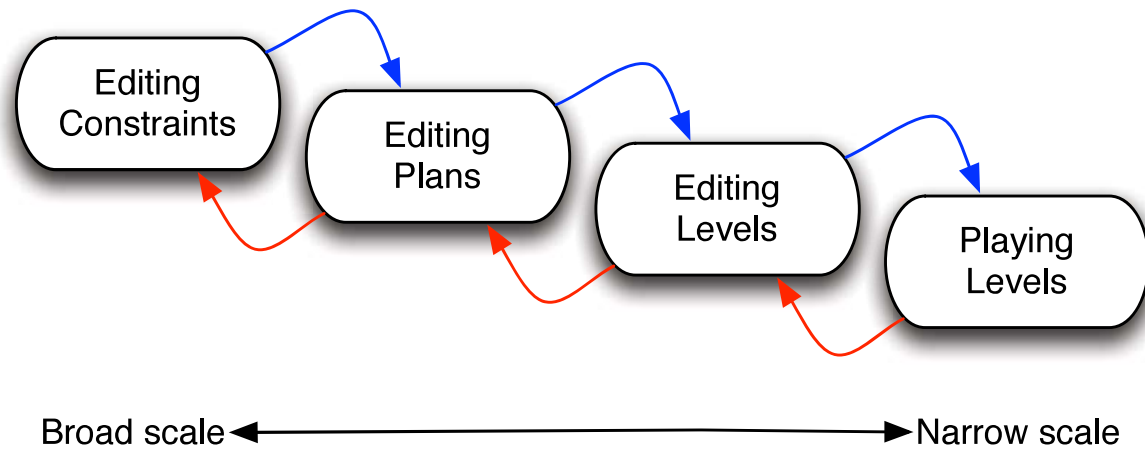 Editing
Constraints
Editing
Plans
Editing
Levels
Playing
Levels
Broad scale
Narrow scale